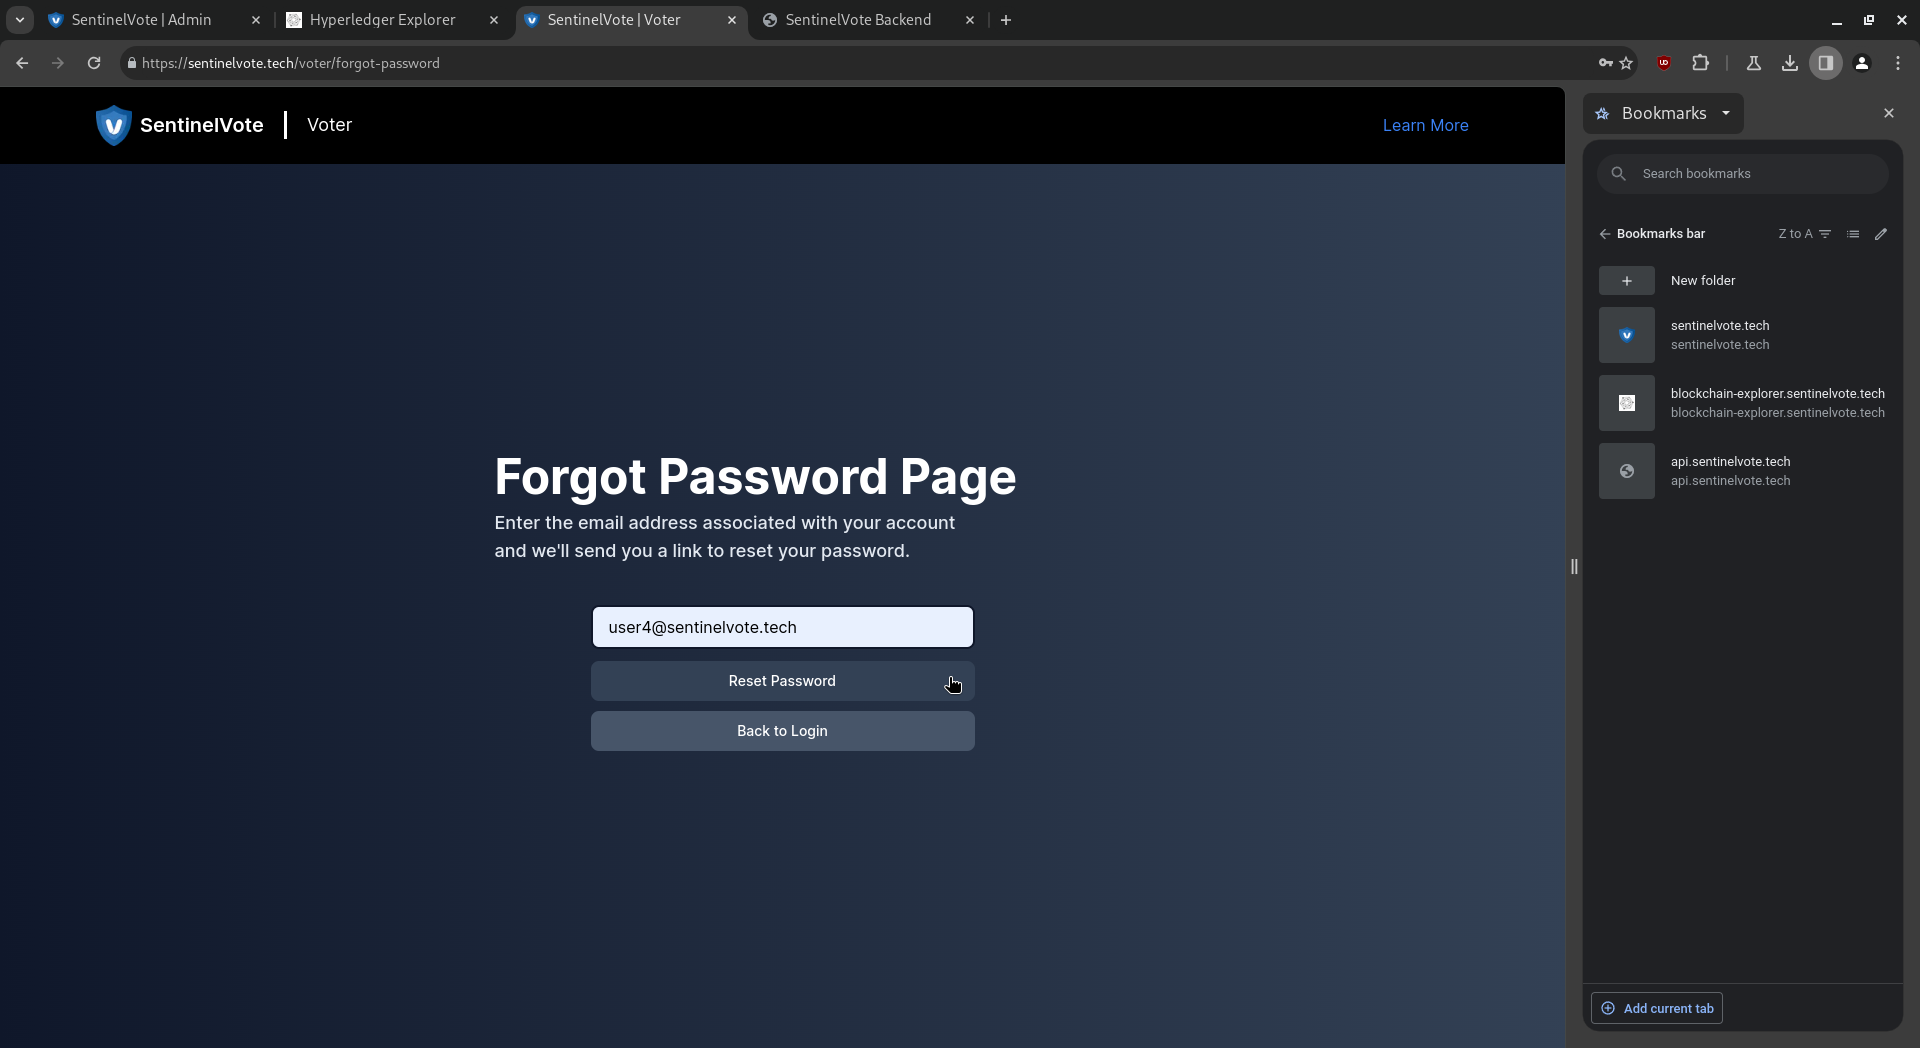 SentinelVote | Admin
Hyperledger Explorer
SentinelVote | Voter
SentinelVote Backend
https://sentinelvote.tech/voter/forgot-password
SentinelVote
Voter
Learn More
Forgot Password Page
Enter the email address associated with your account
and we'll send you a link to reset your password.
user4@sentinelvote.tech
Reset Password
Back to Login
Bookmarks
Search bookmarks
Bookmarks bar
Z to A
New folder
sentinelvote.tech
sentinelvote.tech
blockchain-explorer.sentinelvote.tech
blockchain-explorer.sentinelvote.tech
api.sentinelvote.tech
api.sentinelvote.tech
Add current tab